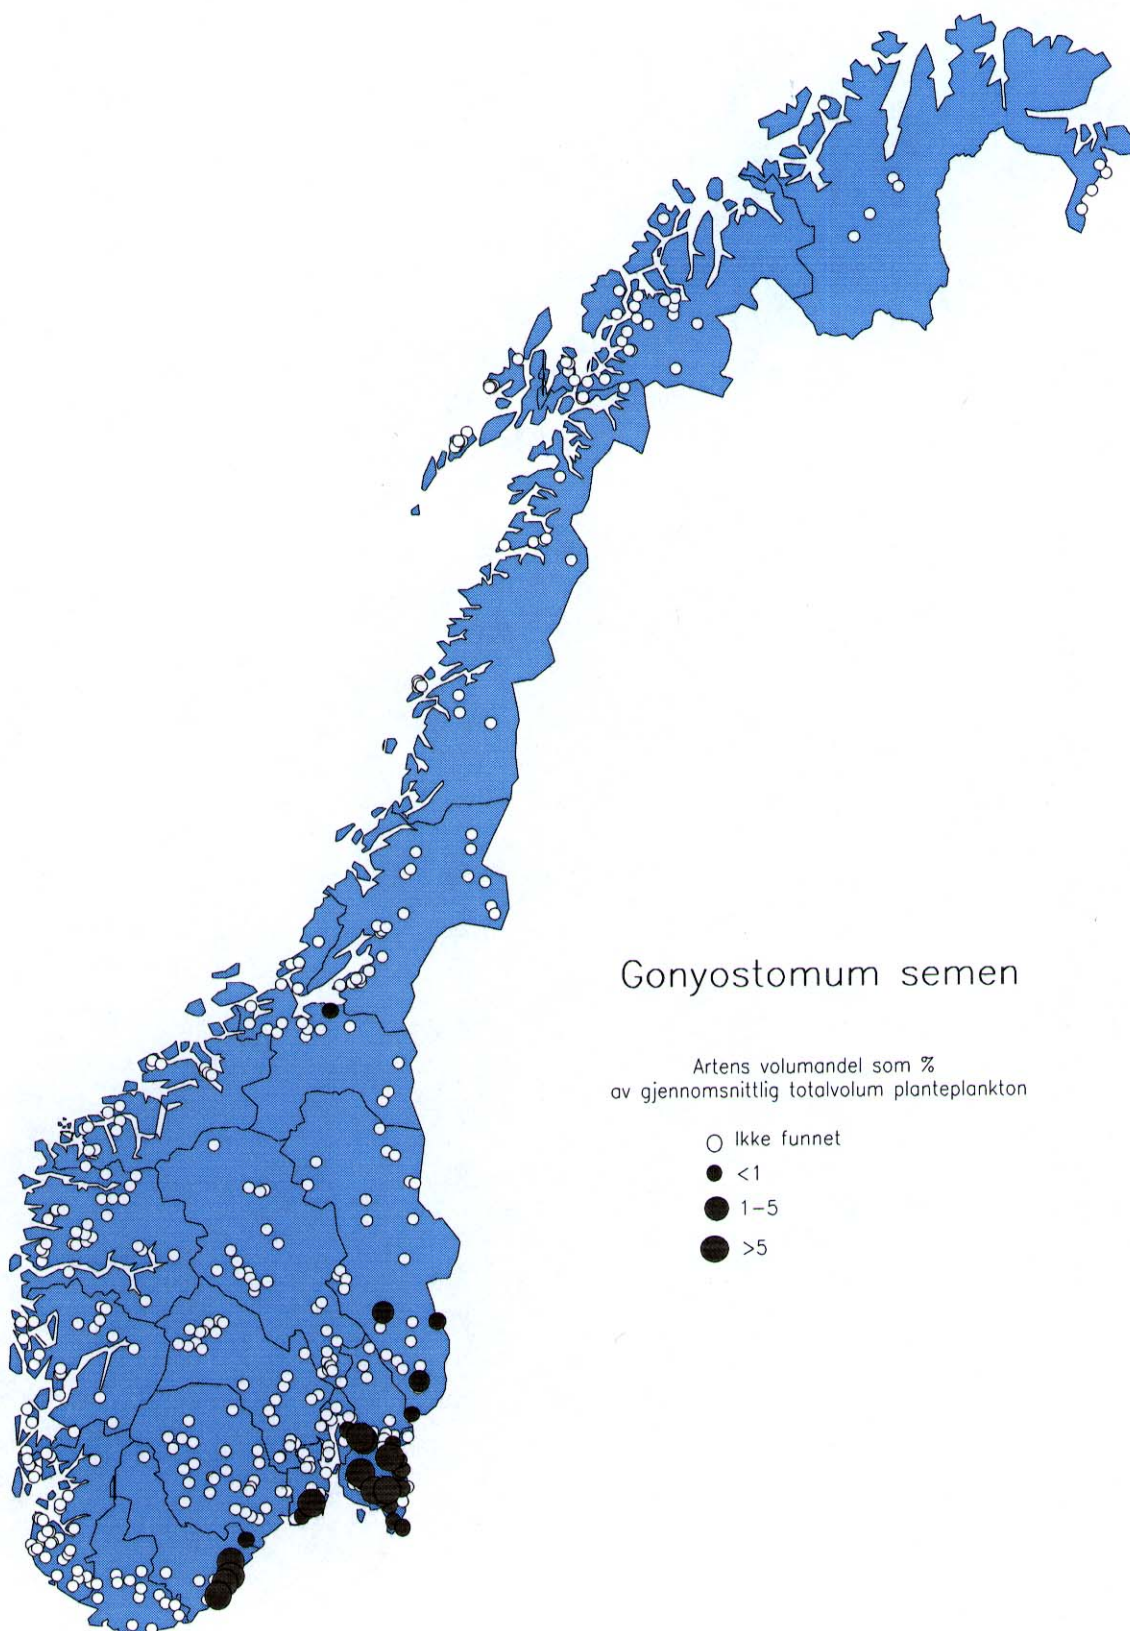 Gonyostomum semen
Artens volumandel som %
av gjennomsnittlig totalvolum planteplankton
Ikke funnet
<1
1–5
>5